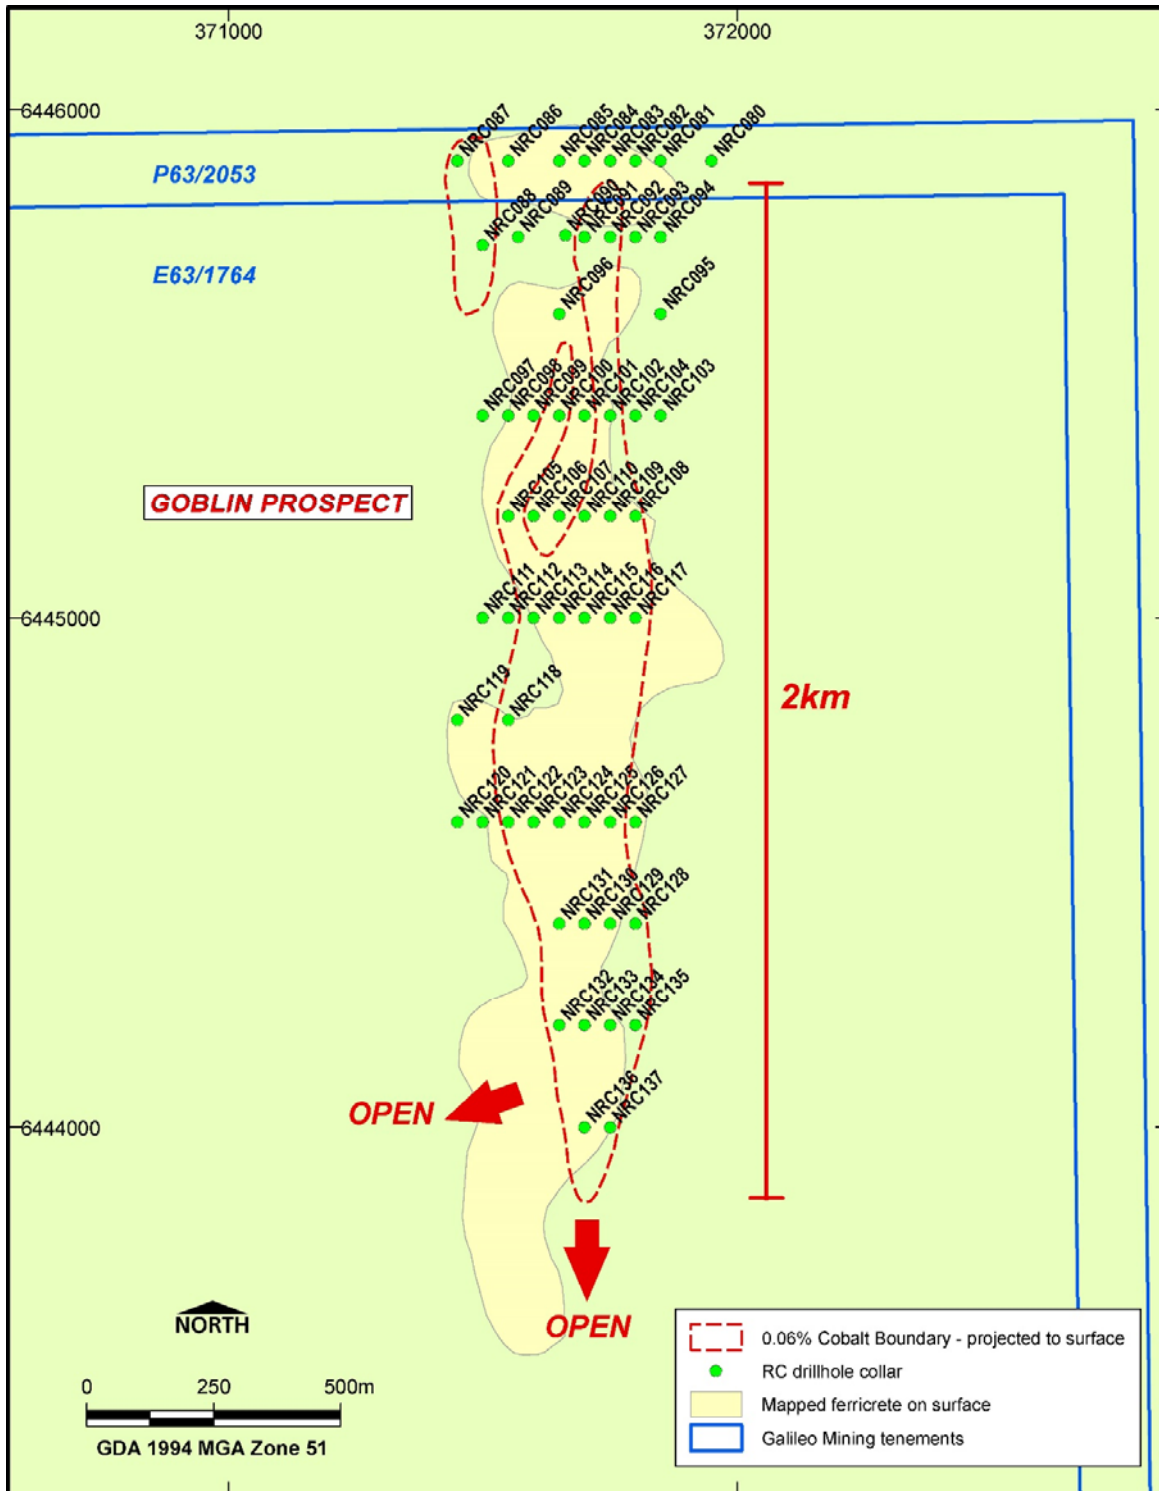 371000
372000
6446000
NRC087
NRC086
NRC085
NRC084
NRC083
NRC082
NRC081
NRC080
P63/2053
NRC088
NRC089
NRC090
NRC091
NRC092
NRC093
NRC094
E63/1764
NRC096
NRC095
NRC097
NRC098
NRC099
NRC100
NRC101
NRC102
NRC104
NRC103
GOBLIN PROSPECT
NRC105
NRC106
NRC107
NRC110
NRC109
NRC108
NRC111
NRC112
NRC113
NRC114
NRC115
NRC116
NRC117
6445000
NRC119
NRC118
2km
NRC120
NRC121
NRC122
NRC123
NRC124
NRC125
NRC126
NRC127
NRC131
NRC130
NRC129
NRC128
NRC132
NRC133
NRC134
NRC135
OPEN
NRC136
NRC137
6444000
OPEN
NORTH
0 250 500m
GDA 1994 MGA Zone 51
0.06% Cobalt Boundary - projected to surface
RC drillhole collar
Mapped ferricrete on surface
Galileo Mining tenements